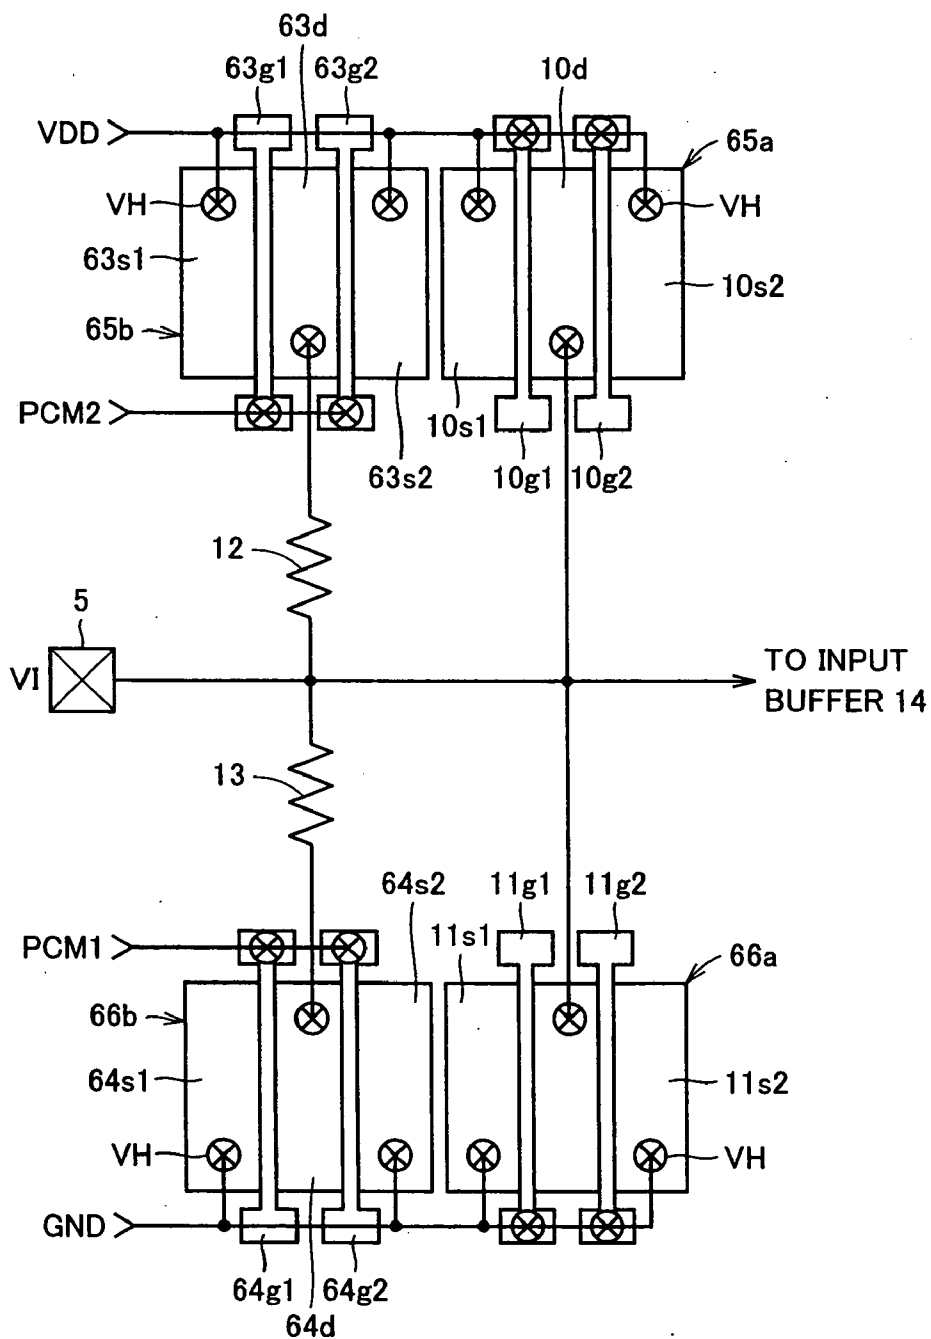 63d
63g1 63g2 10d
VDD
65a
VH VH
63s1
10s2
65b
PCM2
10s1
63s2 10g1 10g2
12
5
VI
TO INPUT
BUFFER 14
13
64s2 11g1 11g2
11s1
PCM1
66a
66b
64s1 11s2
VH VH
GND
64g1 64g2
64d